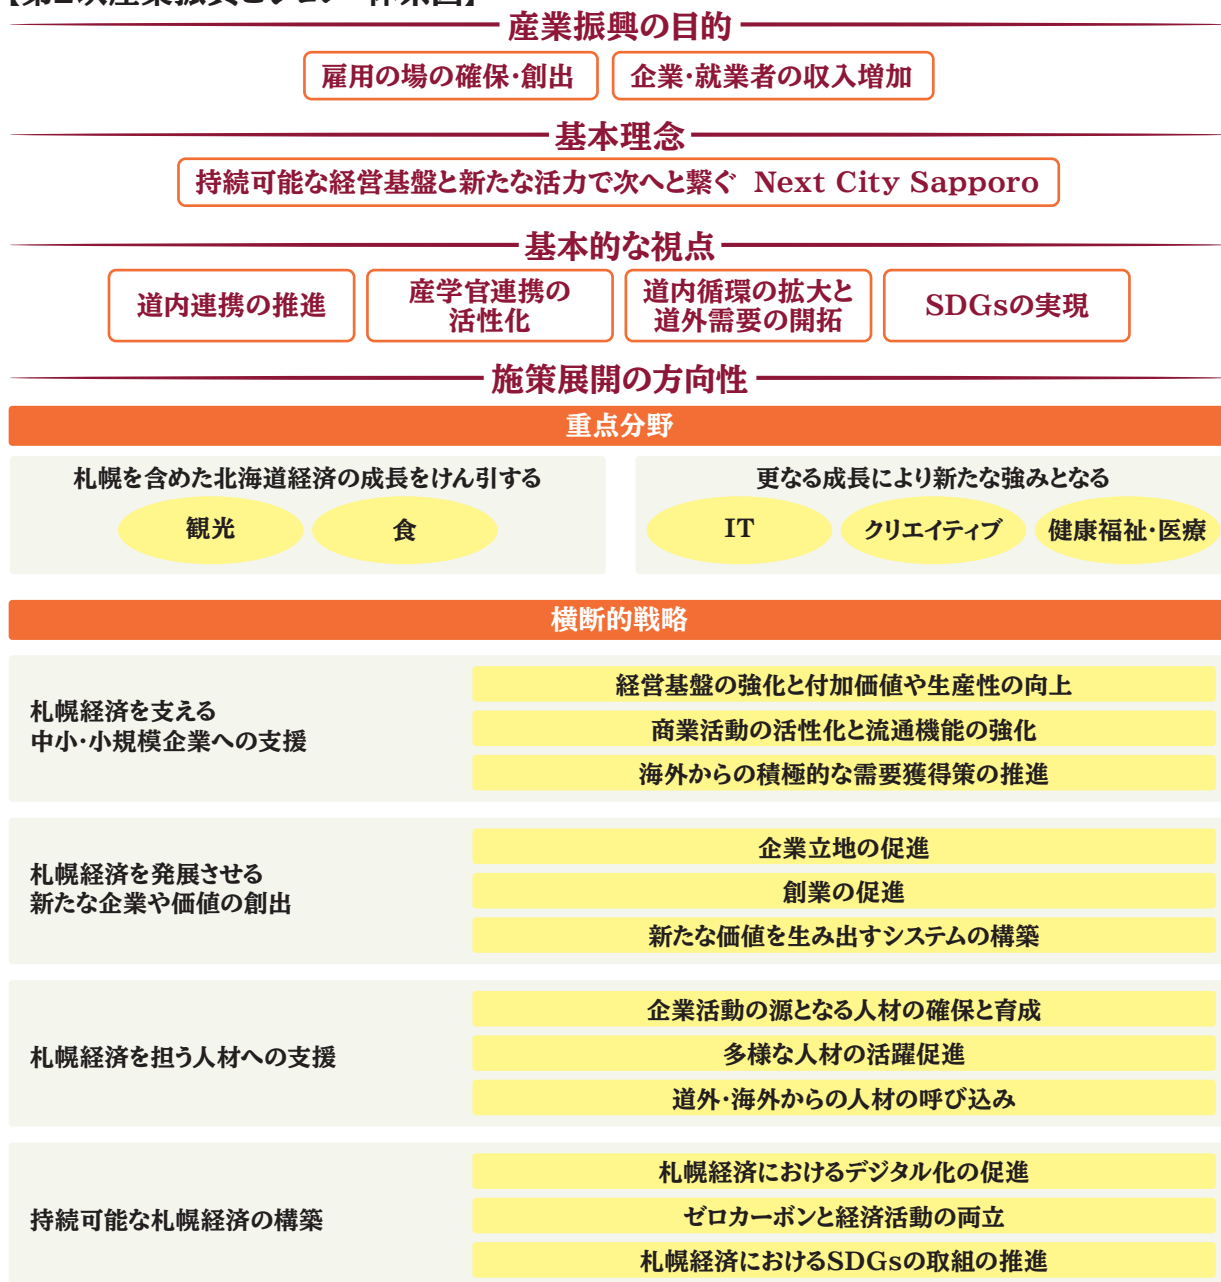 産業振興の目的
雇用の場の確保・創出
企業・就業者の収入増加
基本理念
持続可能な経営基盤と新たな活力で次へと繋ぐ Next City Sapporo
基本的な視点
道内連携の推進
産学官連携の
活性化
道内循環の拡大と
道外需要の開拓
SDGsの実現
施策展開の方向性
重点分野
札幌を含めた北海道経済の成長をけん引する
観光
食
更なる成長により新たな強みとなる
IT
クリエイティブ
健康福祉・医療
横断的戦略
札幌経済を支える
中小・小規模企業への支援
経営基盤の強化と付加価値や生産性の向上
商業活動の活性化と流通機能の強化
海外からの積極的な需要獲得策の推進
札幌経済を発展させる
新たな企業や価値の創出
企業立地の促進
創業の促進
新たな価値を生み出すシステムの構築
札幌経済を担う人材への支援
企業活動の源となる人材の確保と育成
多様な人材の活躍促進
道外・海外からの人材の呼び込み
持続可能な札幌経済の構築
札幌経済におけるデジタル化の促進
ゼロカーボンと経済活動の両立
札幌経済におけるSDGsの取組の推進